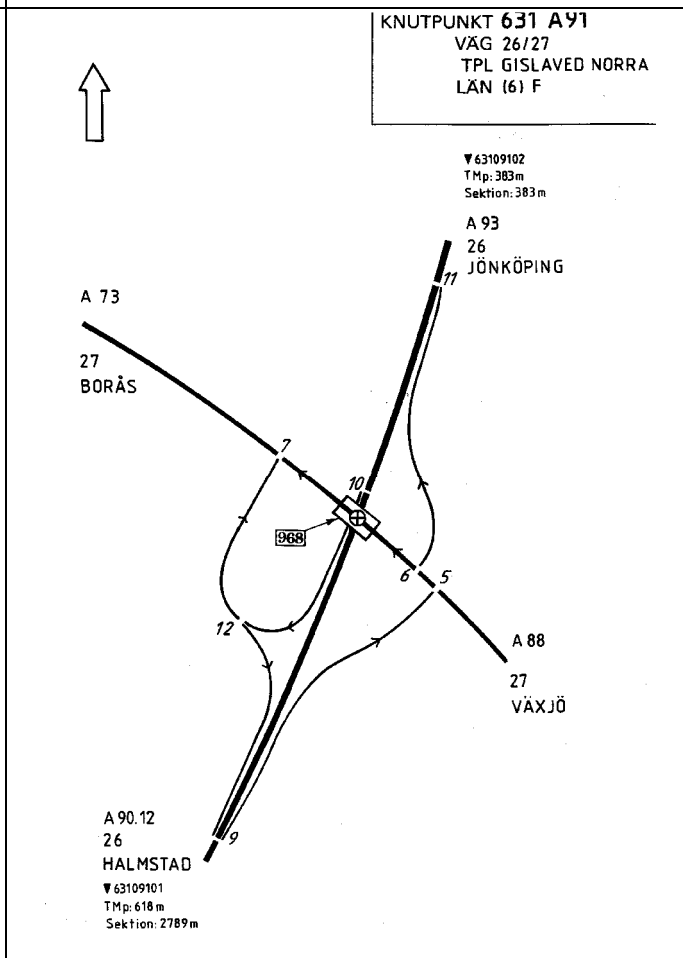 KNUTPUNKT 631 A91
VÄG 26/27
TPL GISLAVED NORRA
LÄN (6) F
▼63109102
TMp: 383m
Sektion: 383m
A 93
26
JÖNKÖPING
11
A 73
27
BORÅS
7
10
968
6
5
12
A 88
27
VÄXJÖ
A 90.12
26
HALMSTAD
9
▼63109101
TMp: 618m
Sektion: 2789m